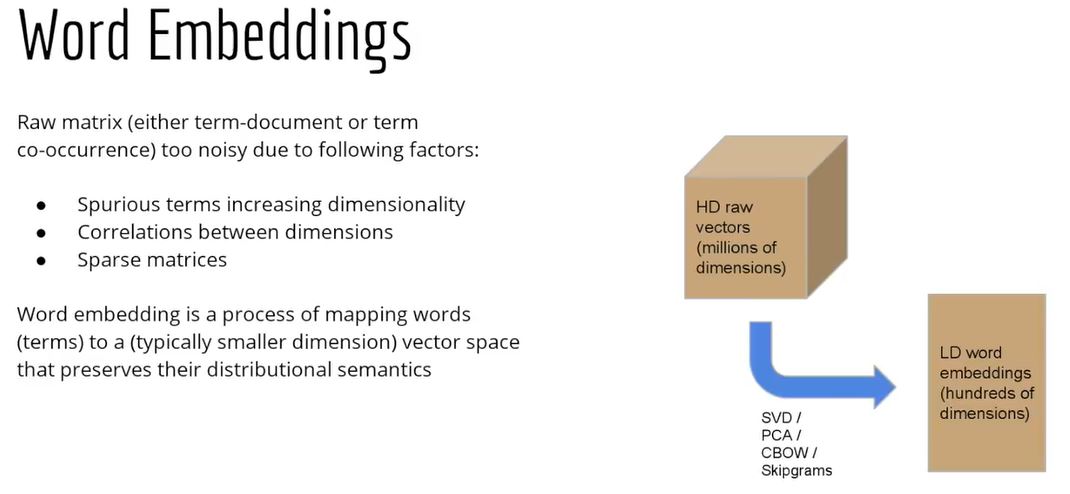 Word Embeddings
Raw matrix (either term-document or term
co-occurrence) too noisy due to following factors:
● Spurious terms increasing dimensionality
● Correlations between dimensions
● Sparse matrices
Word embedding is a process of mapping words
(terms) to a (typically smaller dimension) vector space
that preserves their distributional semantics
HD raw
vectors
(millions of
dimensions)
SVD /
PCA /
CBOW /
Skipgrams
LD word
embeddings
(hundreds of
dimensions)